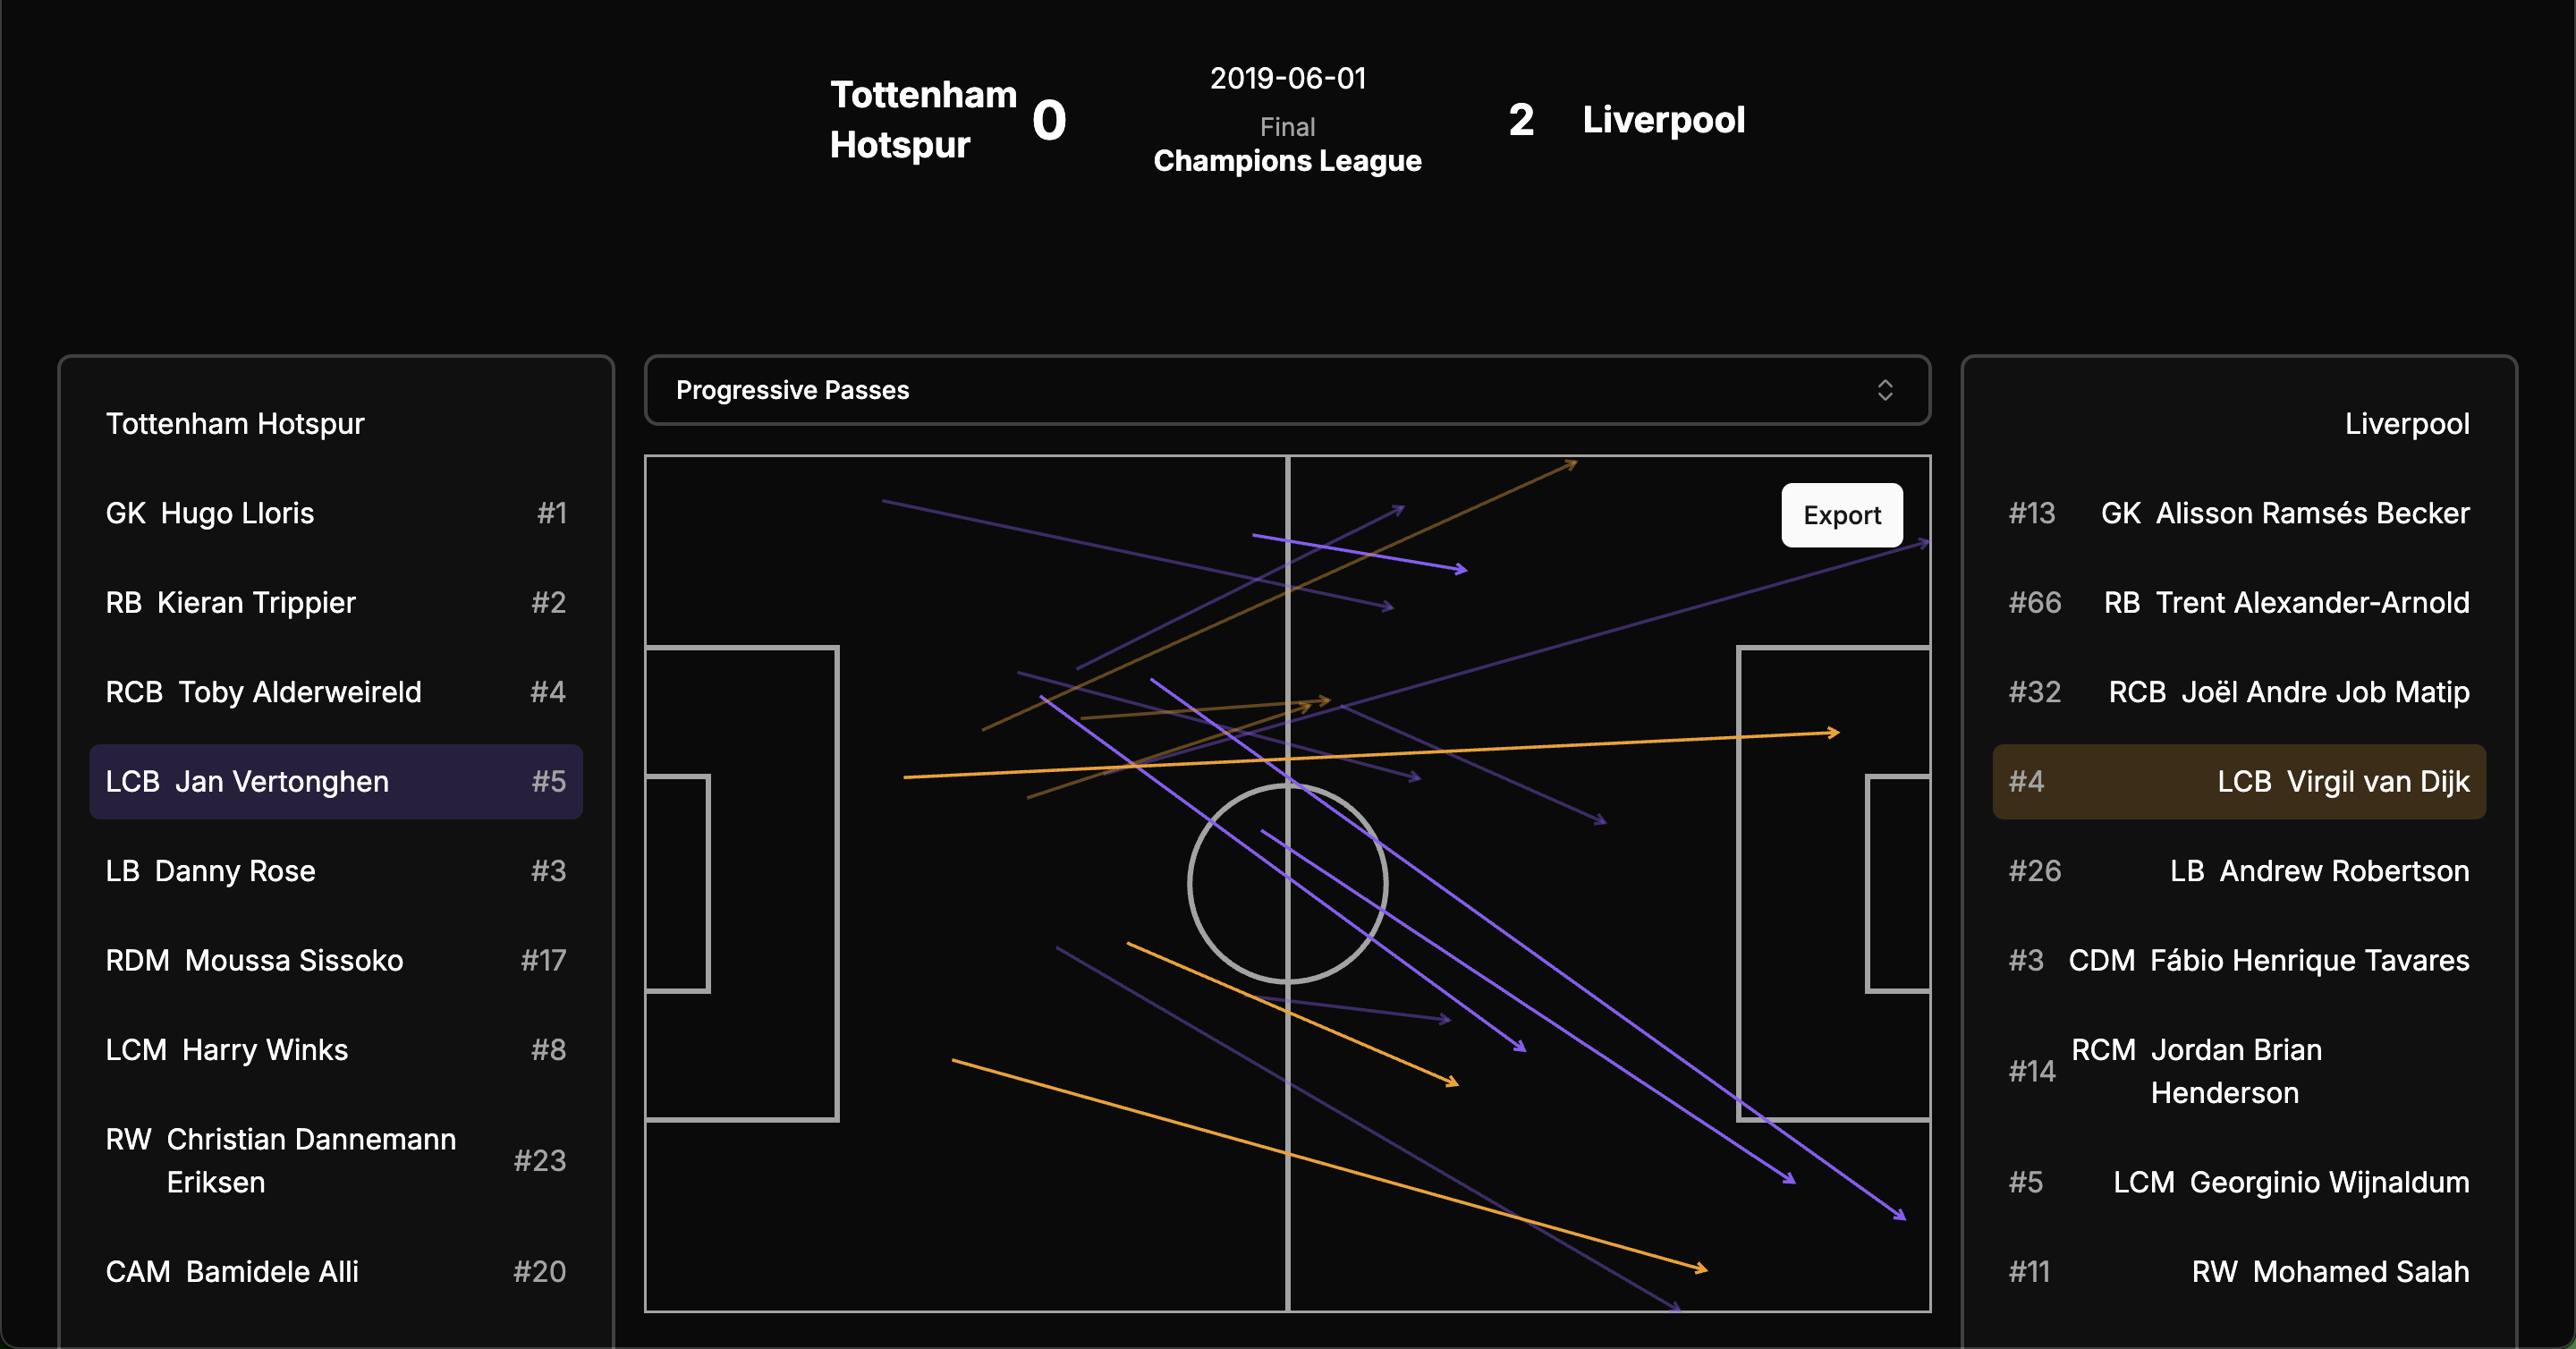 Tottenham
Hotspur
0
2019-06-01
Final
Champions League
2
Liverpool
Tottenham Hotspur
GK Hugo Lloris #1
RB Kieran Trippier #2
RCB Toby Alderweireld #4
LCB Jan Vertonghen #5
LB Danny Rose #3
RDM Moussa Sissoko #17
LCM Harry Winks #8
RW Christian Dannemann
Eriksen #23
CAM Bamidele Alli #20
Progressive Passes
Export
Liverpool
#13 GK Alisson Ramsés Becker
#66 RB Trent Alexander-Arnold
#32 RCB Joël Andre Job Matip
#4 LCB Virgil van Dijk
#26 LB Andrew Robertson
#3 CDM Fábio Henrique Tavares
#14 RCM Jordan Brian
Henderson
#5 LCM Georginio Wijnaldum
#11 RW Mohamed Salah